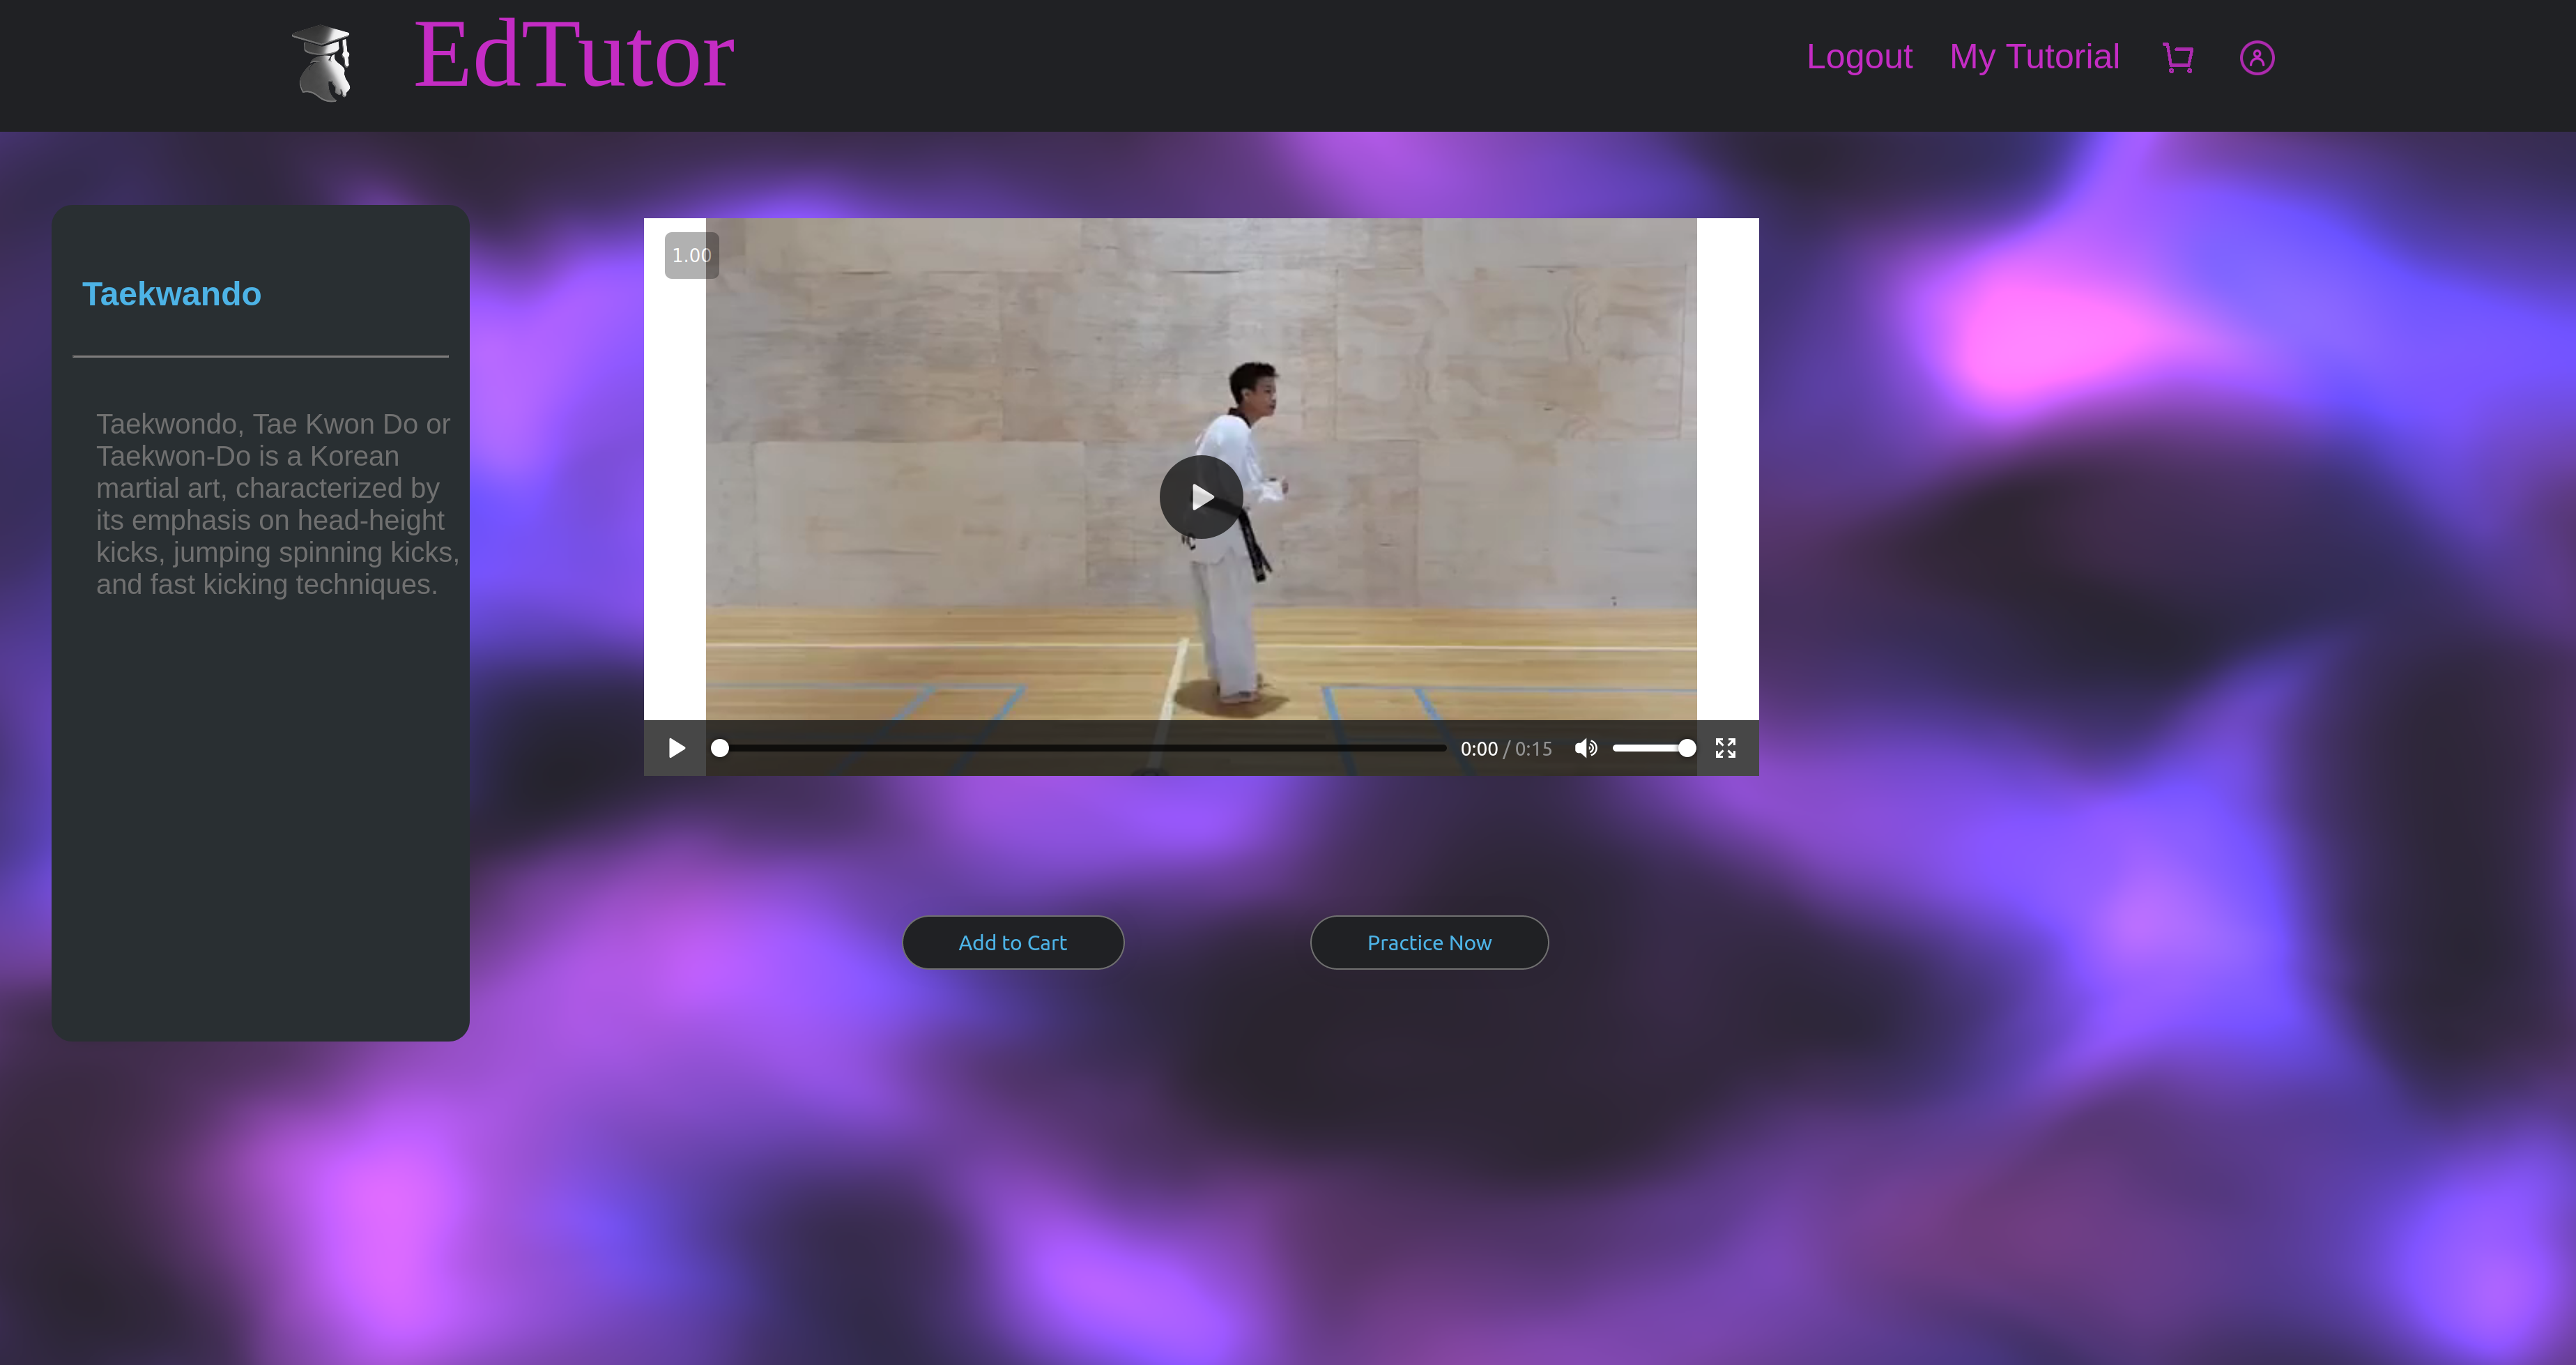 EdTutor
Logout
My Tutorial
Taekwando
Taekwondo, Tae Kwon Do or
Taekwon-Do is a Korean
martial art, characterized by
its emphasis on head-height
kicks, jumping spinning kicks,
and fast kicking techniques.
1.00
0:00 / 0:15
Add to Cart
Practice Now